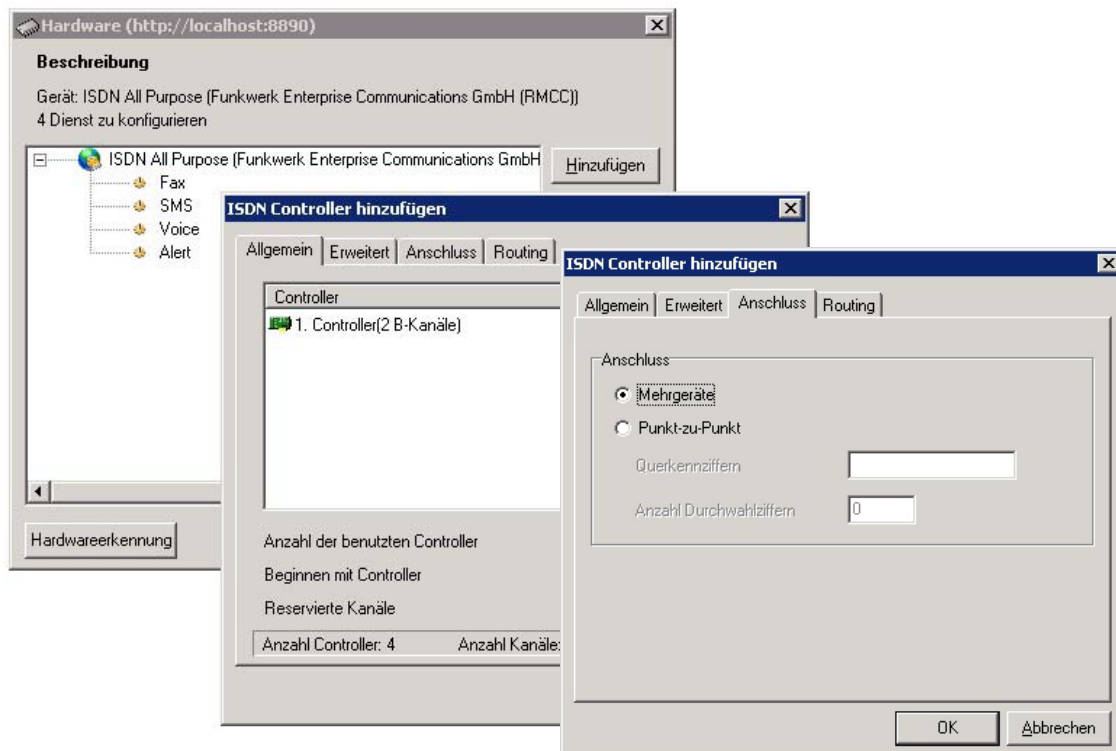 Hardware (http://localhost:8890)
Beschreibung
Gerät: ISDN All Purpose (Funkwerk Enterprise Communications GmbH (RMCC))
4 Dienst zu konfigurieren
ISDN All Purpose (Funkwerk Enterprise Communications GmbH
Hinzufügen
Fax
SMS
Voice
Alert
Hardwareerkennung
ISDN Controller hinzufügen
Allgemein Erweitert Anschluss Routing
Controller
1. Controller(2 B-Kanäle)
Anzahl der benutzten Controller
Beginnen mit Controller
Reservierte Kanäle
Anzahl Controller: 4 Anzahl Kanäle:
ISDN Controller hinzufügen
Allgemein Erweitert Anschluss Routing
Anschluss
Mehrgeräte
Punkt-zu-Punkt
Querkennziffern
Anzahl Durchwahlziffern 0
OK Abbrechen